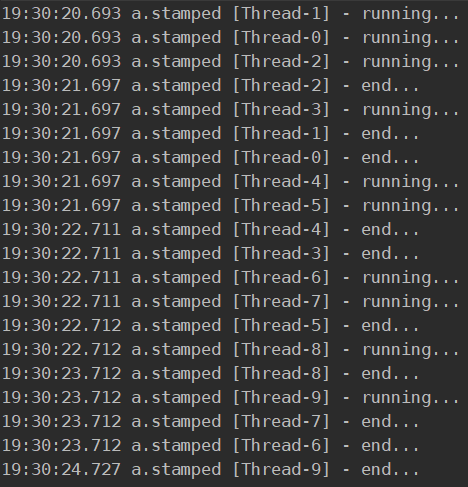 19:30:20.693 a.stamped [Thread-1] - running...
19:30:20.693 a.stamped [Thread-0] - running...
19:30:20.693 a.stamped [Thread-2] - running...
19:30:21.697 a.stamped [Thread-2] - end...
19:30:21.697 a.stamped [Thread-3] - running...
19:30:21.697 a.stamped [Thread-1] - end...
19:30:21.697 a.stamped [Thread-0] - end...
19:30:21.697 a.stamped [Thread-4] - running...
19:30:21.697 a.stamped [Thread-5] - running...
19:30:22.711 a.stamped [Thread-4] - end...
19:30:22.711 a.stamped [Thread-3] - end...
19:30:22.711 a.stamped [Thread-6] - running...
19:30:22.711 a.stamped [Thread-7] - running...
19:30:22.712 a.stamped [Thread-5] - end...
19:30:22.712 a.stamped [Thread-8] - running...
19:30:23.712 a.stamped [Thread-8] - end...
19:30:23.712 a.stamped [Thread-9] - running...
19:30:23.712 a.stamped [Thread-7] - end...
19:30:23.712 a.stamped [Thread-6] - end...
19:30:24.727 a.stamped [Thread-9] - end...